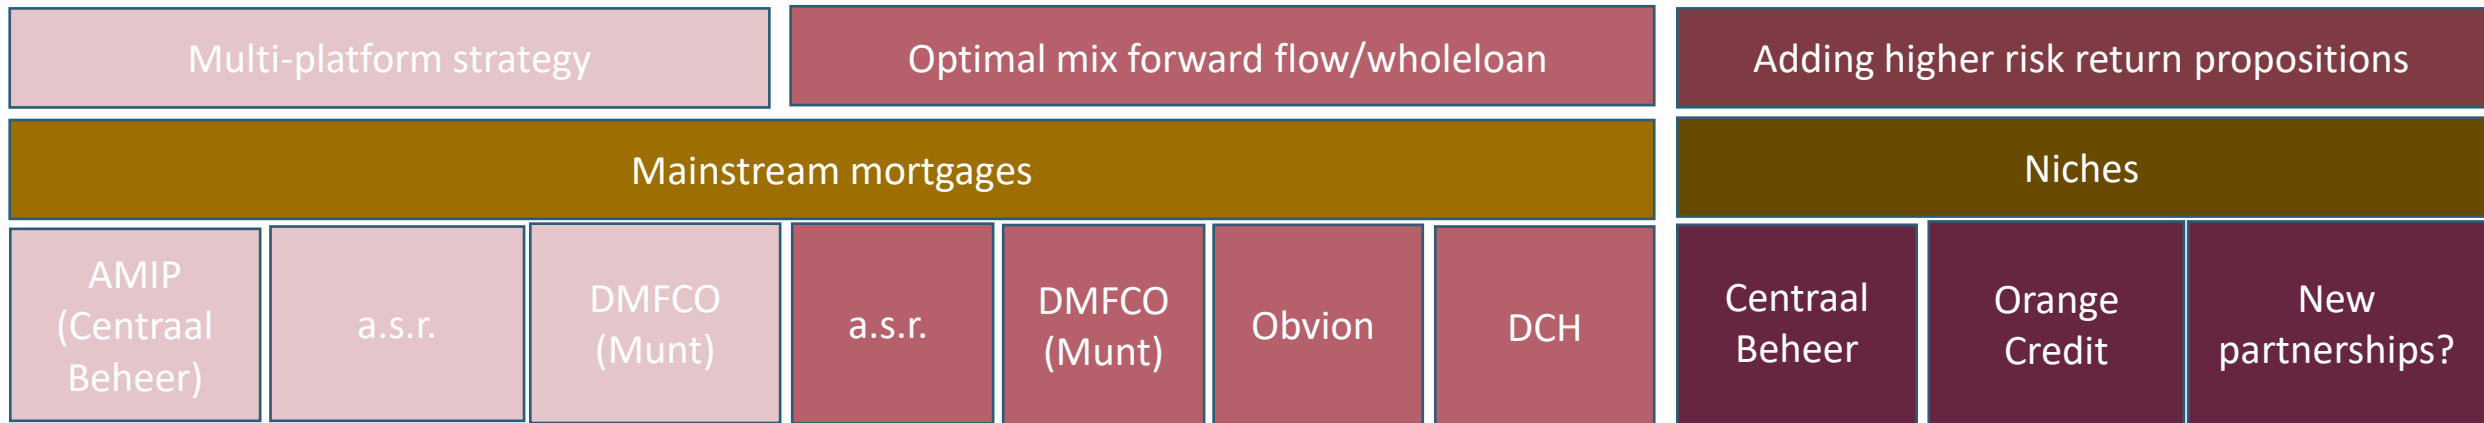 Multi-platform strategy
Optimal mix forward flow/wholeloan
Adding higher risk return propositions
Mainstream mortgages
Niches
AMIP
(Centraal
Beheer)
a.s.r.
DMFCO
(Munt)
a.s.r.
DMFCO
(Munt)
Obvion
DCH
Centraal
Beheer
Orange
Credit
New
partnerships?